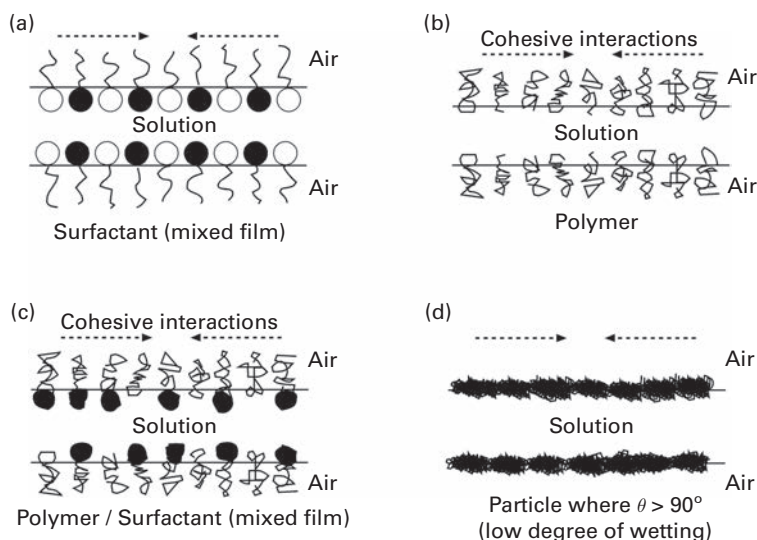 (a)
Air
Solution
Air
Surfactant (mixed film)
(b)
Cohesive interactions
Air
Solution
Air
Polymer
(c)
Cohesive interactions
Air
Solution
Air
Polymer / Surfactant (mixed film)
(d)
Air
Solution
Air
Particle where θ > 90°
(low degree of wetting)